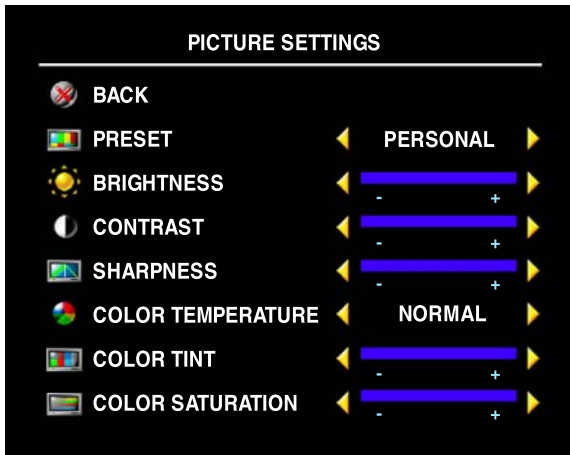 PICTURE SETTINGS
BACK
PRESET PERSONAL
BRIGHTNESS
- +
CONTRAST
- +
SHARPNESS
- +
COLOR TEMPERATURE NORMAL
COLOR TINT
- +
COLOR SATURATION
- +